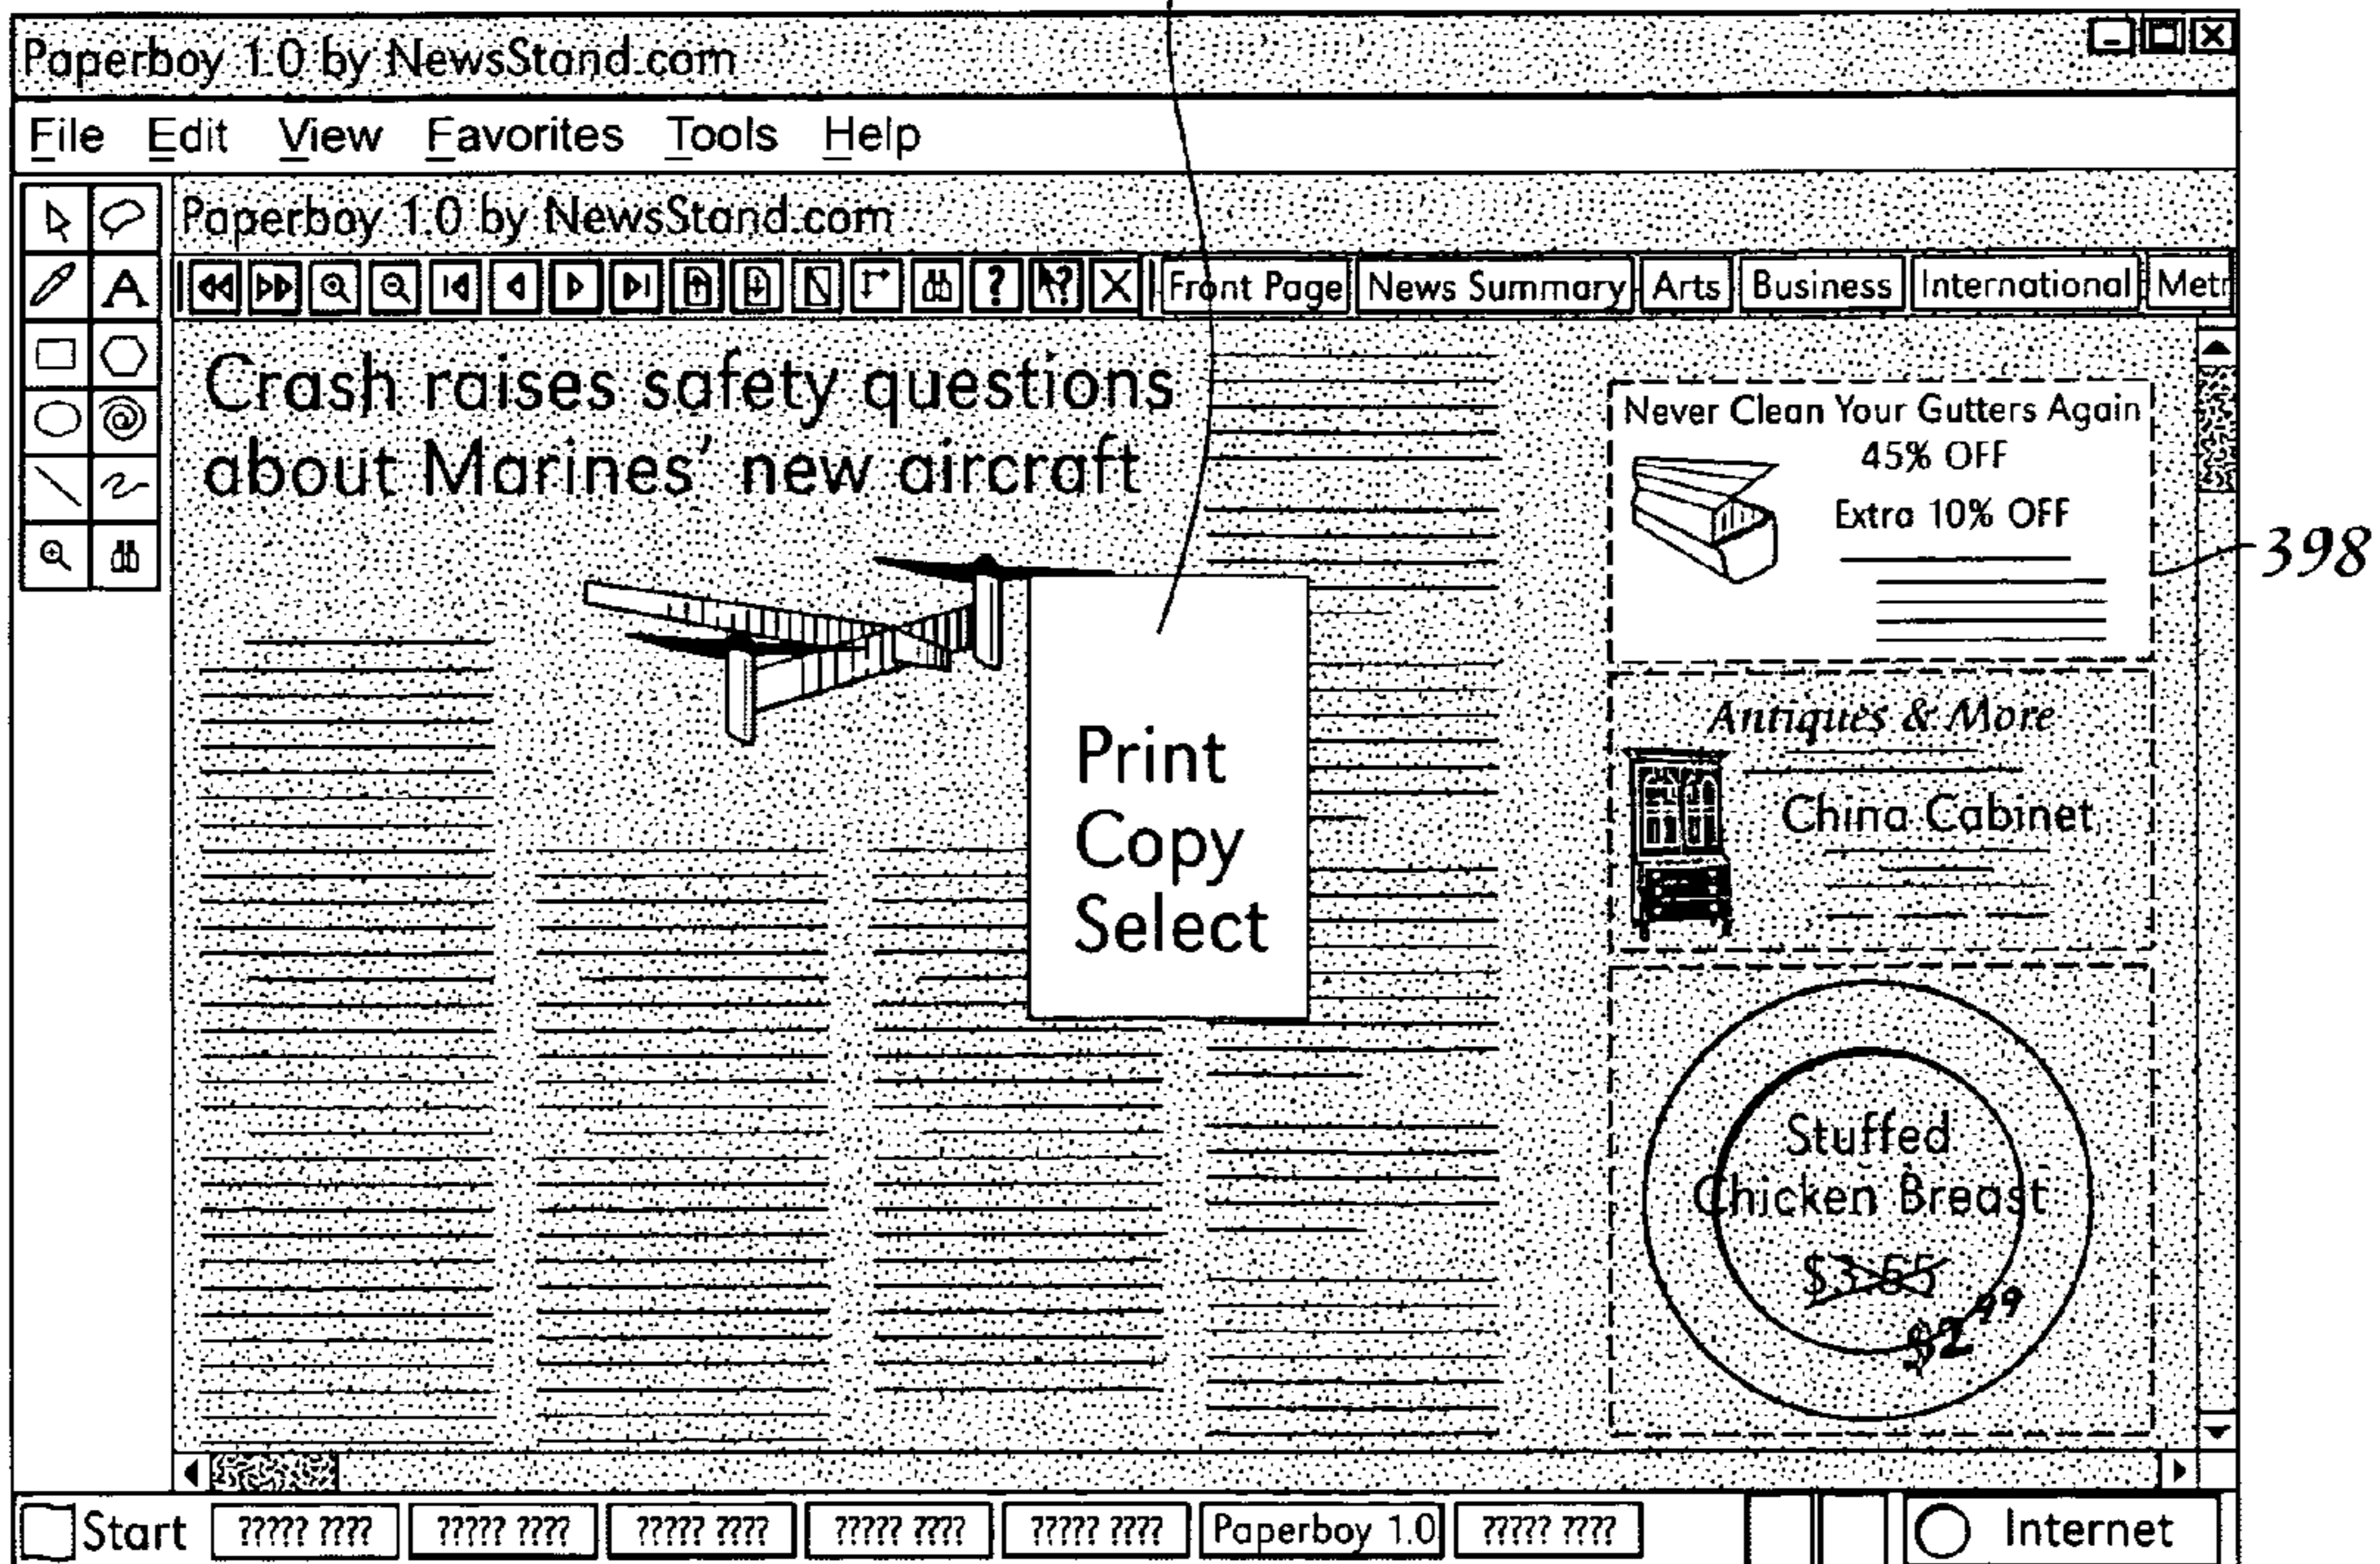 Paperboy 1.0 by NewsStand.com
File Edit View Favorites Tools Help
Paperboy 1.0 by NewsStand.com
A ? ? Front Page News Summary Arts Business International Metr
Crash raises safety questions
about Marines' new aircraft
Never Clean Your Gutters Again
45% OFF
Extra 10% OFF
398
Print
Copy
Select
Antiques & More
China Cabinet
Stuffed
Chicken Breast
$2.99
Start ????? ???? ????? ???? ????? ???? ????? ???? ????? ???? Paperboy 1.0 ????? ???? Internet